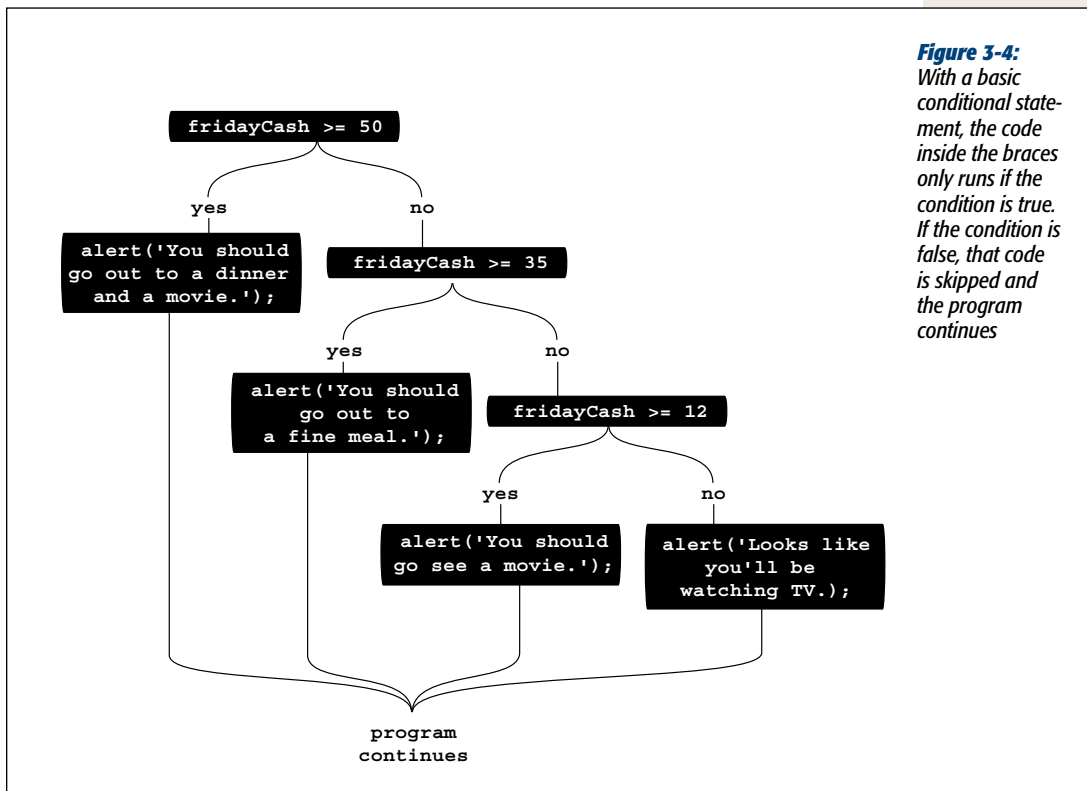 Figure 3-4:
With a basic
conditional state-
ment, the code
inside the braces
only runs if the
condition is true.
If the condition is
false, that code
is skipped and
the program
continues
fridayCash >= 50
yes
no
alert('You should
go out to a dinner
and a movie.');
fridayCash >= 35
yes
no
alert('You should
go out to
a fine meal.');
fridayCash >= 12
yes
no
alert('You should
go see a movie.');
alert('Looks like
you'll be
watching TV.);
program
continues